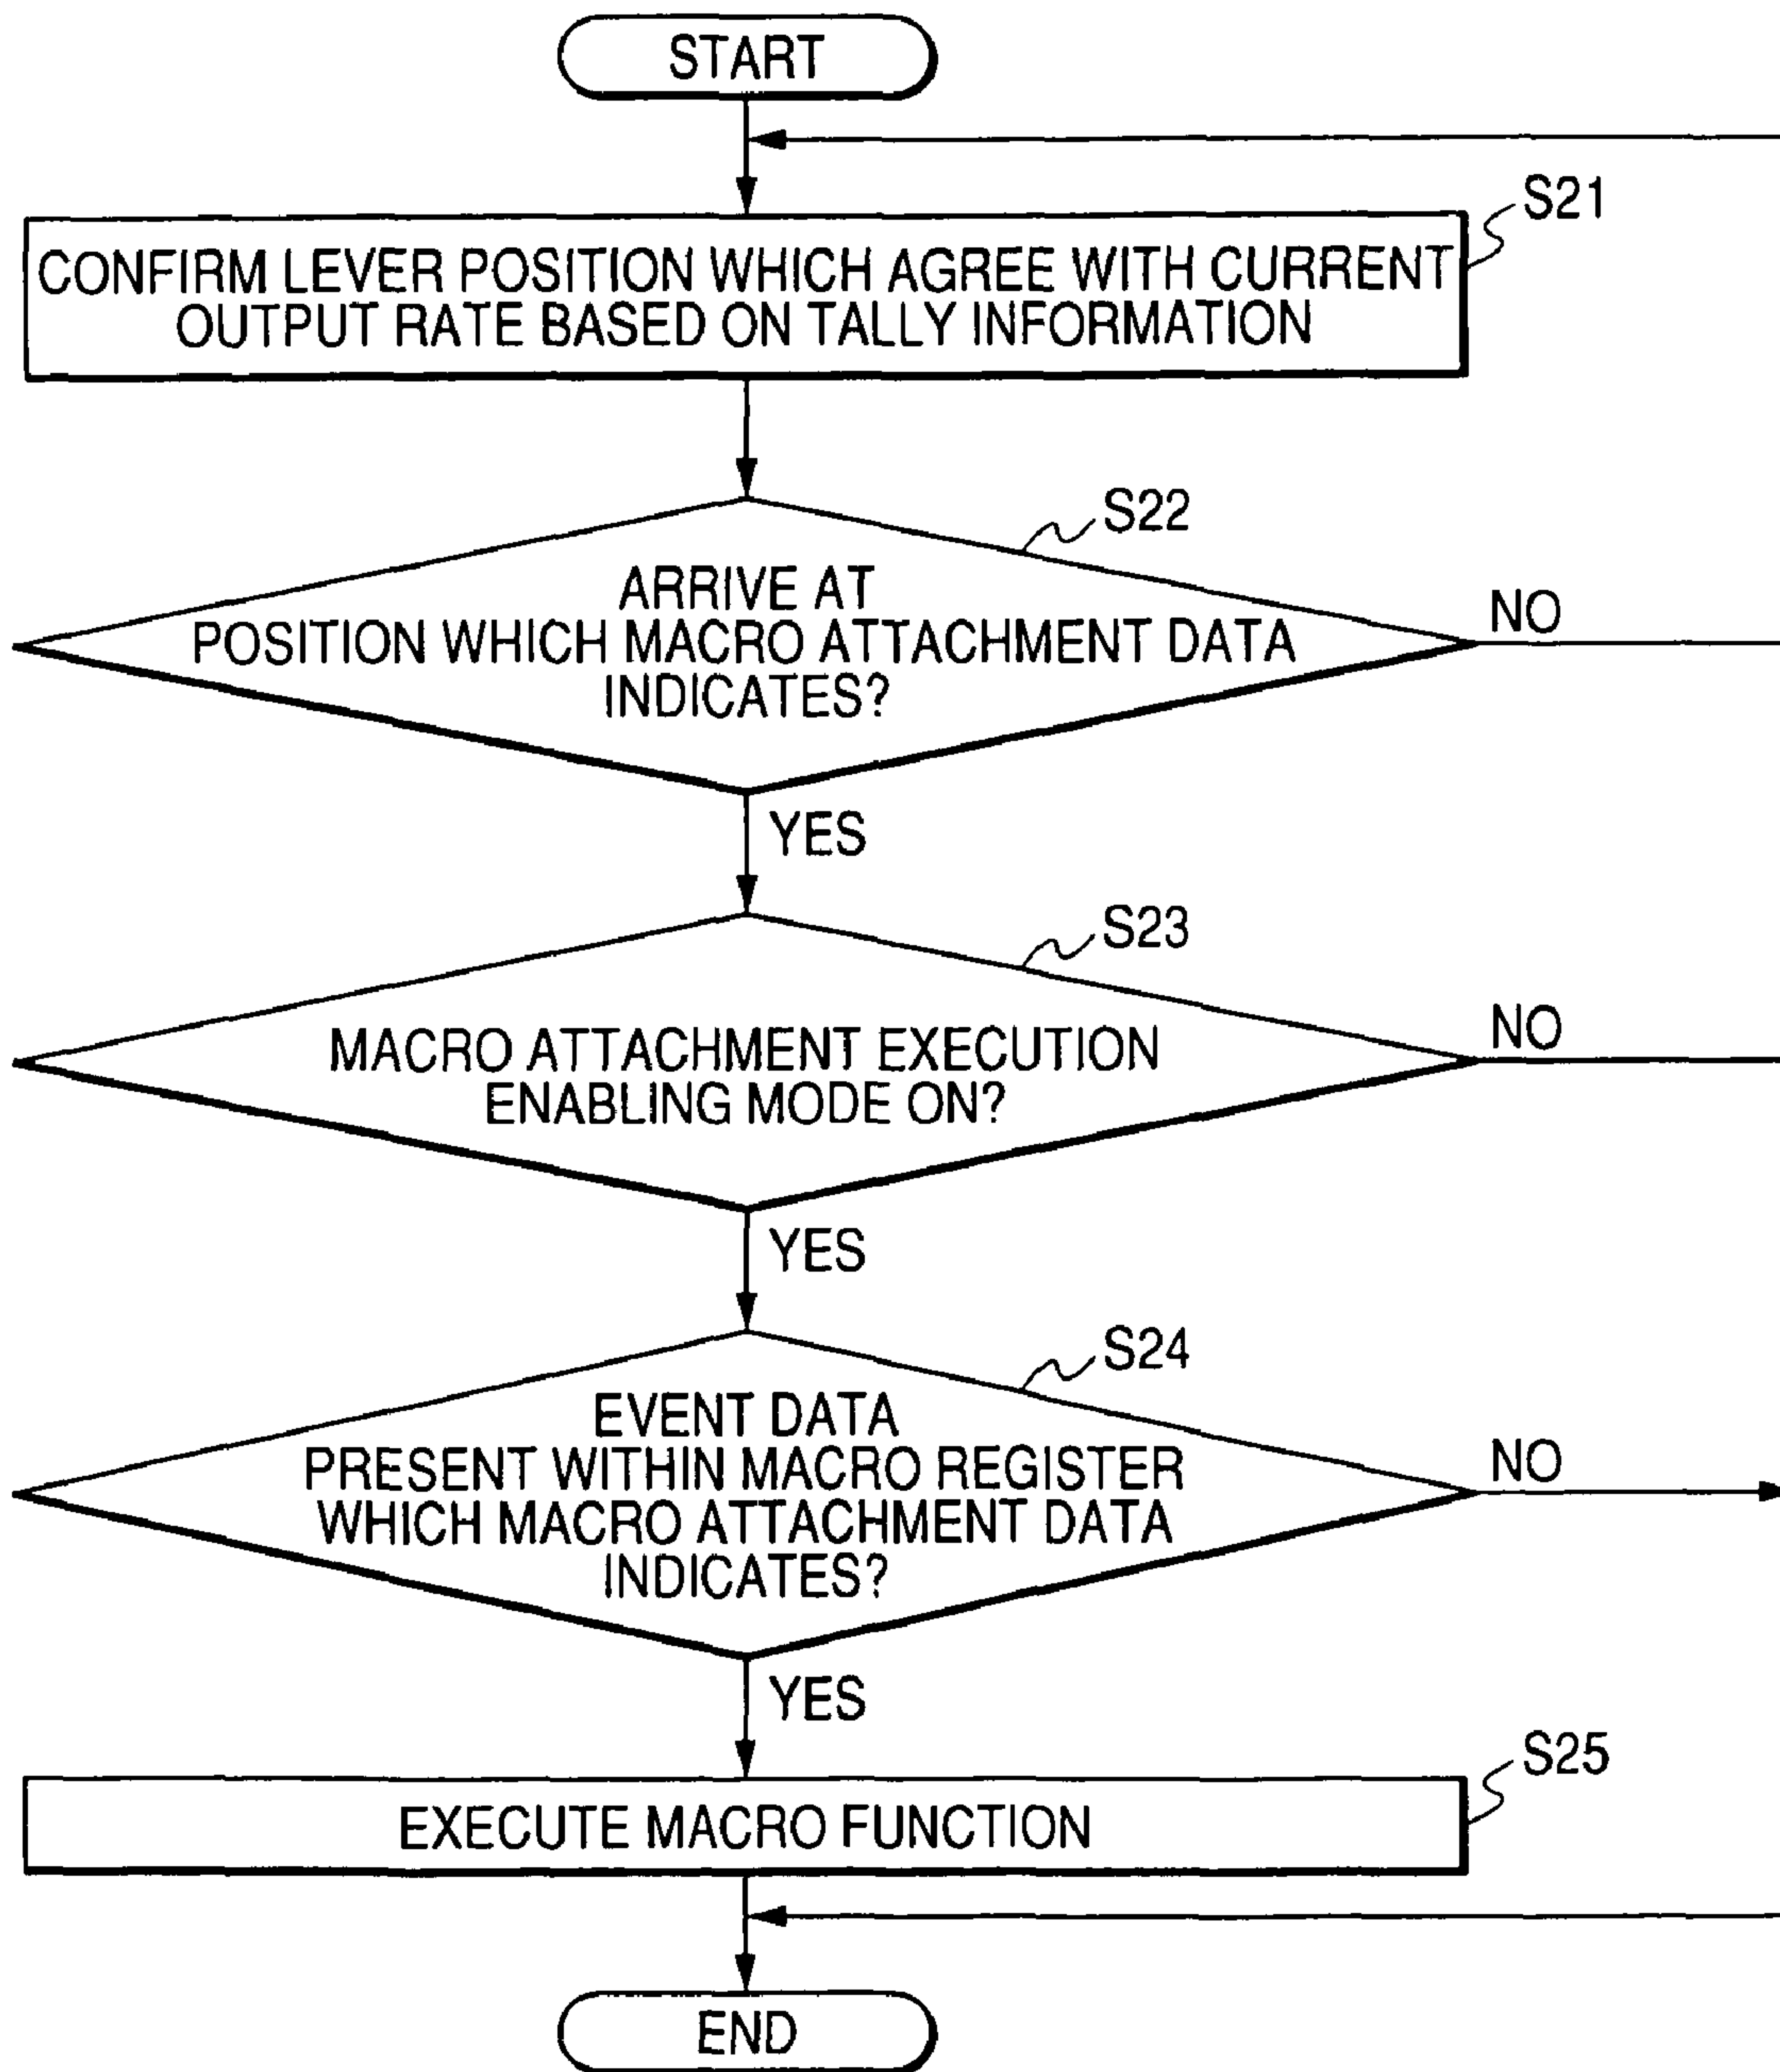 START
S21
CONFIRM LEVER POSITION WHICH AGREE WITH CURRENT
OUTPUT RATE BASED ON TALLY INFORMATION
S22
ARRIVE AT
POSITION WHICH MACRO ATTACHMENT DATA
INDICATES?
NO
YES
S23
MACRO ATTACHMENT EXECUTION
ENABLING MODE ON?
NO
YES
S24
EVENT DATA
PRESENT WITHIN MACRO REGISTER
WHICH MACRO ATTACHMENT DATA
INDICATES?
NO
YES
S25
EXECUTE MACRO FUNCTION
END